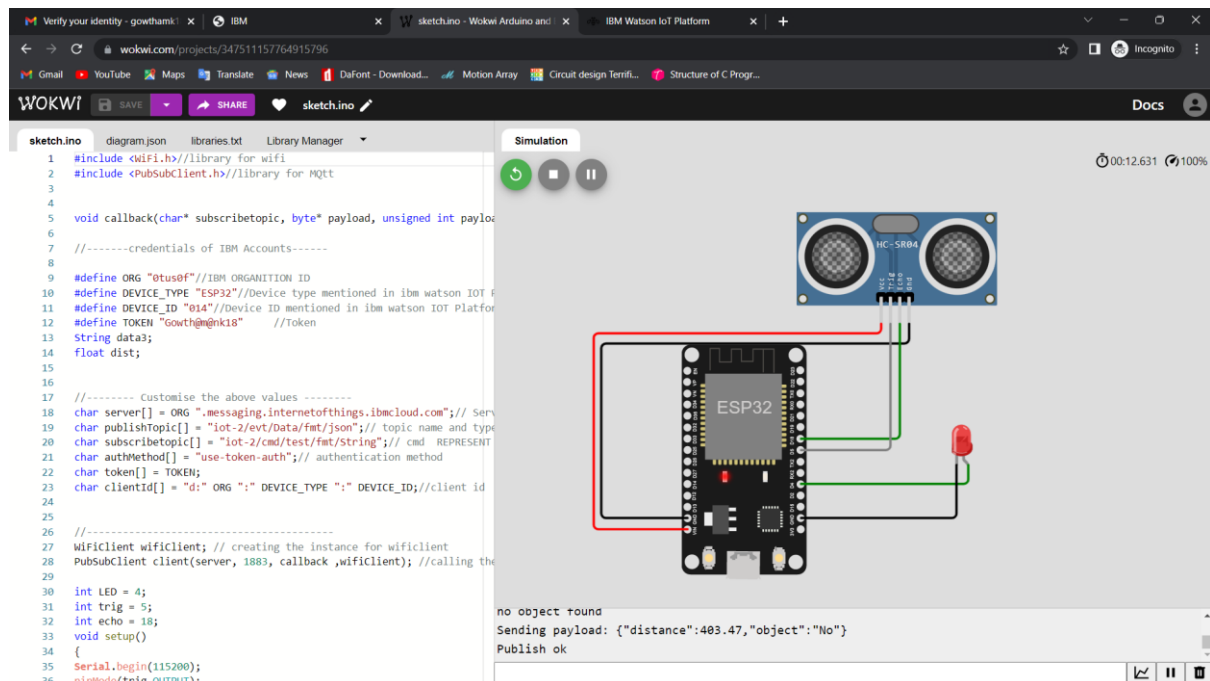 Verify your identity - gowthamk1
IBM
sketch.ino - Wokwi Arduino and
IBM Watson IoT Platform
wokwi.com/projects/347511157764915796
Incognito
Gmail
YouTube
Maps
Translate
News
DaFont - Download...
Motion Array
Circuit design Terrifi...
Structure of C Progr...
WOKWi
SAVE
SHARE
sketch.ino
Docs
sketch.ino
diagram.json
libraries.txt
Library Manager
1 #include <WiFi.h>//library for wifi
2 #include <PubSubClient.h>//library for MQtt
3
4
5 void callback(char* subscribetopic, byte* payload, unsigned int payloa
6
7 //-------credentials of IBM Accounts------
8
9 #define ORG "0tus0f"//IBM ORGANITION ID
10 #define DEVICE_TYPE "ESP32"//Device type mentioned in ibm watson IOT P
11 #define DEVICE_ID "014"//Device ID mentioned in ibm watson IOT Platfor
12 #define TOKEN "Gowth@m@nk18" //Token
13 String data3;
14 float dist;
15
16
17 //-------- Customise the above values --------
18 char server[] = ORG ".messaging.internetofthings.ibmcloud.com";// Serv
19 char publishTopic[] = "iot-2/evt/Data/fmt/json";// topic name and type
20 char subscribetopic[] = "iot-2/cmd/test/fmt/String";// cmd REPRESENT
21 char authMethod[] = "use-token-auth";// authentication method
22 char token[] = TOKEN;
23 char clientId[] = "d:" ORG ":" DEVICE_TYPE ":" DEVICE_ID;//client id
24
25
26 //---------------------------------------
27 WiFiClient wifiClient; // creating the instance for wificlient
28 PubSubClient client(server, 1883, callback ,wifiClient); //calling the
29
30 int LED = 4;
31 int trig = 5;
32 int echo = 18;
33 void setup()
34 {
35 Serial.begin(115200);
36 pinMode(trig,OUTPUT);
Simulation
00:12.631
100%
HC-SR04
Vcc
Trig
Echo
Gnd
ESP32
no object found
Sending payload: {"distance":403.47,"object":"No"}
Publish ok